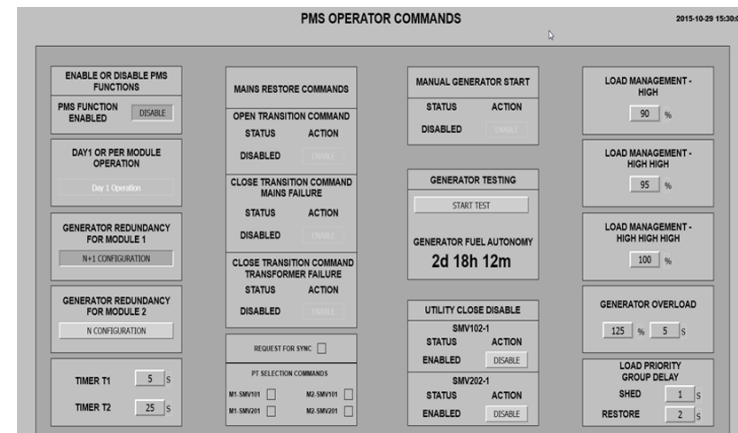 PMS OPERATOR COMMANDS
2015-10-29 15:30:
ENABLE OR DISABLE PMS
FUNCTIONS
PMS FUNCTION
ENABLED
DISABLE
DAY1 OR PER MODULE
OPERATION
Day 1 Operation
GENERATOR REDUNDANCY
FOR MODULE 1
N+1 CONFIGURATION
GENERATOR REDUNDANCY
FOR MODULE 2
N CONFIGURATION
TIMER T1 5 s
TIMER T2 25 s
MAINS RESTORE COMMANDS
OPEN TRANSITION COMMAND
STATUS ACTION
DISABLED ENABLE
CLOSE TRANSITION COMMAND
MAINS FAILURE
STATUS ACTION
DISABLED ENABLE
CLOSE TRANSITION COMMAND
TRANSFORMER FAILURE
STATUS ACTION
DISABLED ENABLE
REQUEST FOR SYNC
PT SELECTION COMMANDS
M1-SMV101 M2-SMV101
M1-SMV201 M2-SMV201
MANUAL GENERATOR START
STATUS ACTION
DISABLED ENABLE
GENERATOR TESTING
START TEST
GENERATOR FUEL AUTONOMY
2d 18h 12m
UTILITY CLOSE DISABLE
SMV102-1
STATUS ACTION
ENABLED DISABLE
SMV202-1
STATUS ACTION
ENABLED DISABLE
LOAD MANAGEMENT -
HIGH
90 %
LOAD MANAGEMENT -
HIGH HIGH
95 %
LOAD MANAGEMENT -
HIGH HIGH HIGH
100 %
GENERATOR OVERLOAD
125 % 5 s
LOAD PRIORITY
GROUP DELAY
SHED 1 s
RESTORE 2 s